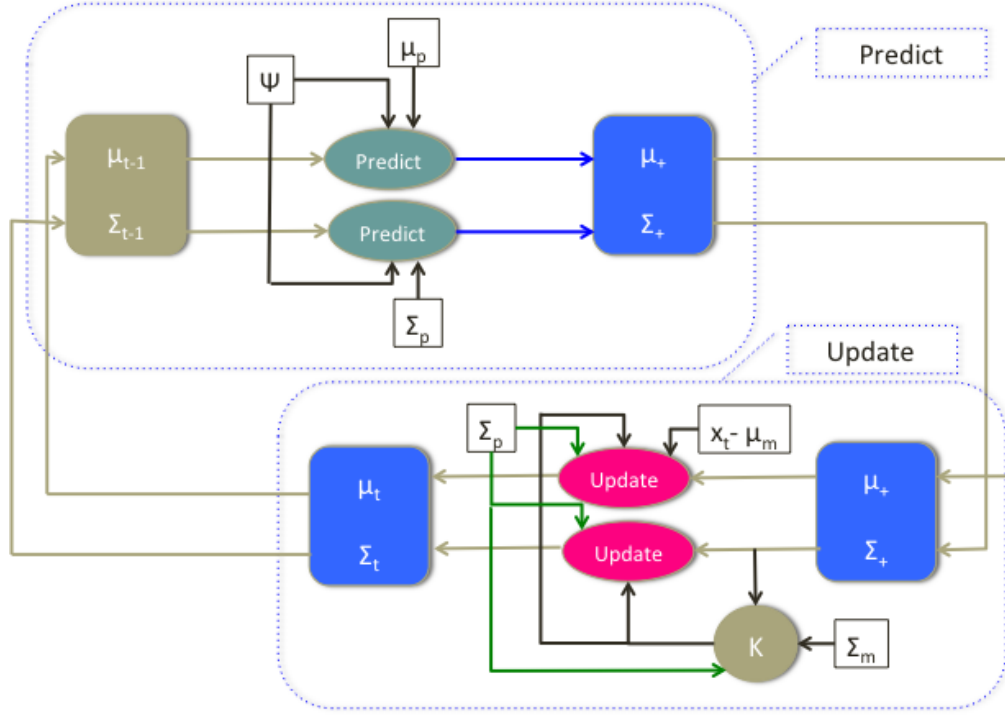 Predict
μₚ
Ψ
μₜ₋₁
Predict
μ₊
Σₜ₋₁
Predict
Σ₊
Σₚ
Update
Σₚ
xₜ- μₘ
μₜ
Update
μ₊
Σₜ
Update
Σ₊
K
Σₘ